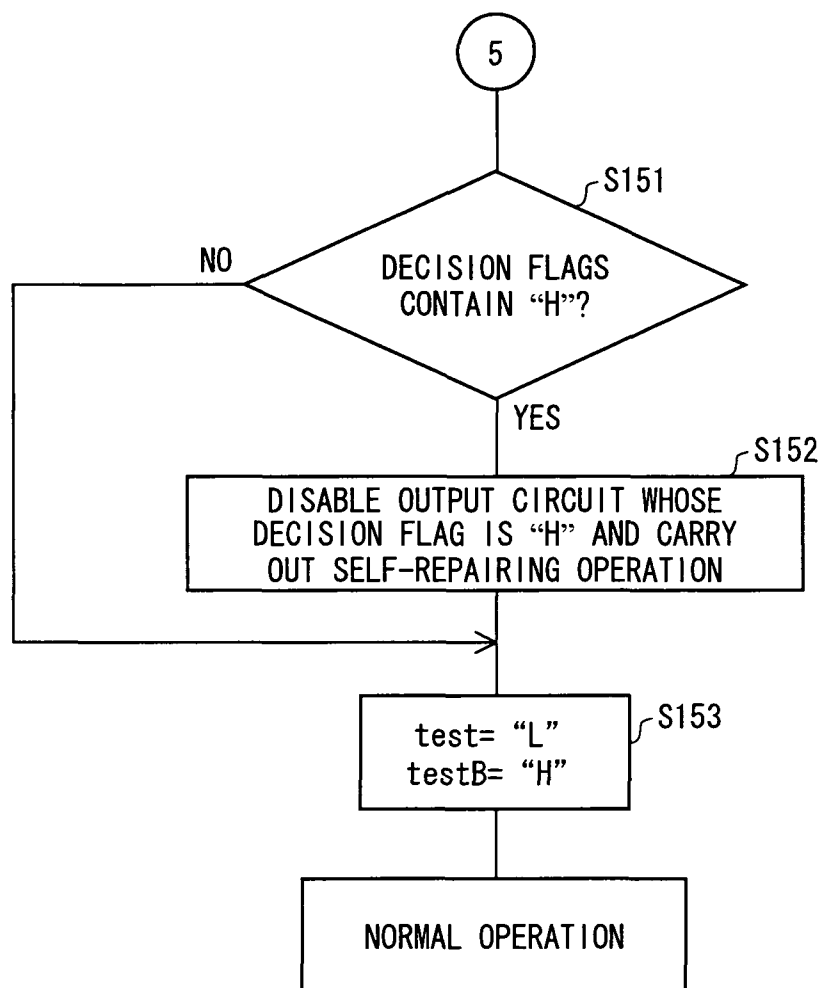 5
S151
NO
DECISION FLAGS
CONTAIN “H”?
YES
S152
DISABLE OUTPUT CIRCUIT WHOSE
DECISION FLAG IS “H” AND CARRY
OUT SELF-REPAIRING OPERATION
S153
test= “L”
testB= “H”
NORMAL OPERATION